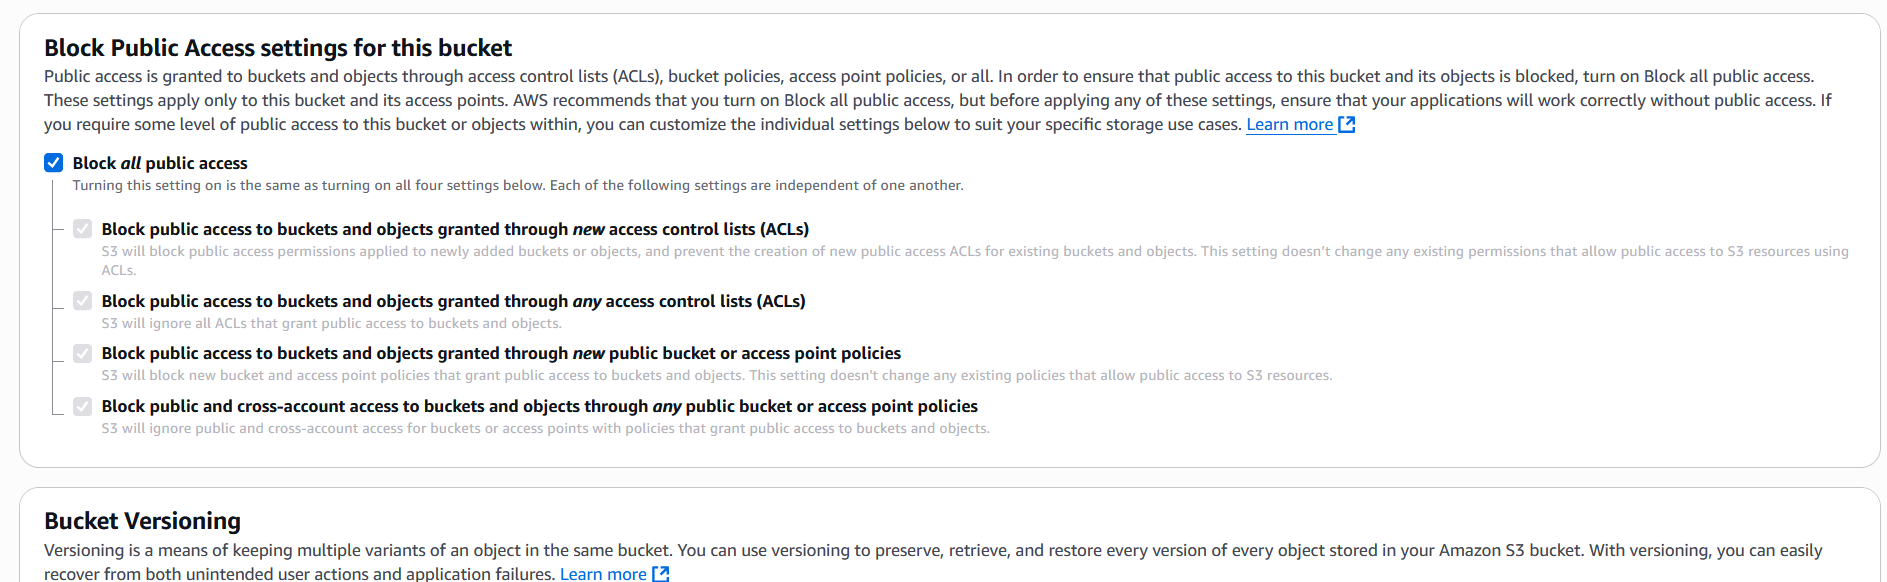 Block Public Access settings for this bucket
Public access is granted to buckets and objects through access control lists (ACLs), bucket policies, access point policies, or all. In order to ensure that public access to this bucket and its objects is blocked, turn on Block all public access.
These settings apply only to this bucket and its access points. AWS recommends that you turn on Block all public access, but before applying any of these settings, ensure that your applications will work correctly without public access. If
you require some level of public access to this bucket or objects within, you can customize the individual settings below to suit your specific storage use cases. Learn more
Block all public access
Turning this setting on is the same as turning on all four settings below. Each of the following settings are independent of one another.
Block public access to buckets and objects granted through new access control lists (ACLs)
S3 will block public access permissions applied to newly added buckets or objects, and prevent the creation of new public access ACLs for existing buckets and objects. This setting doesn't change any existing permissions that allow public access to S3 resources using
ACLs.
Block public access to buckets and objects granted through any access control lists (ACLs)
S3 will ignore all ACLs that grant public access to buckets and objects.
Block public access to buckets and objects granted through new public bucket or access point policies
S3 will block new bucket and access point policies that grant public access to buckets and objects. This setting doesn't change any existing policies that allow public access to S3 resources.
Block public and cross-account access to buckets and objects through any public bucket or access point policies
S3 will ignore public and cross-account access for buckets or access points with policies that grant public access to buckets and objects.
Bucket Versioning
Versioning is a means of keeping multiple variants of an object in the same bucket. You can use versioning to preserve, retrieve, and restore every version of every object stored in your Amazon S3 bucket. With versioning, you can easily
recover from both unintended user actions and application failures. Learn more